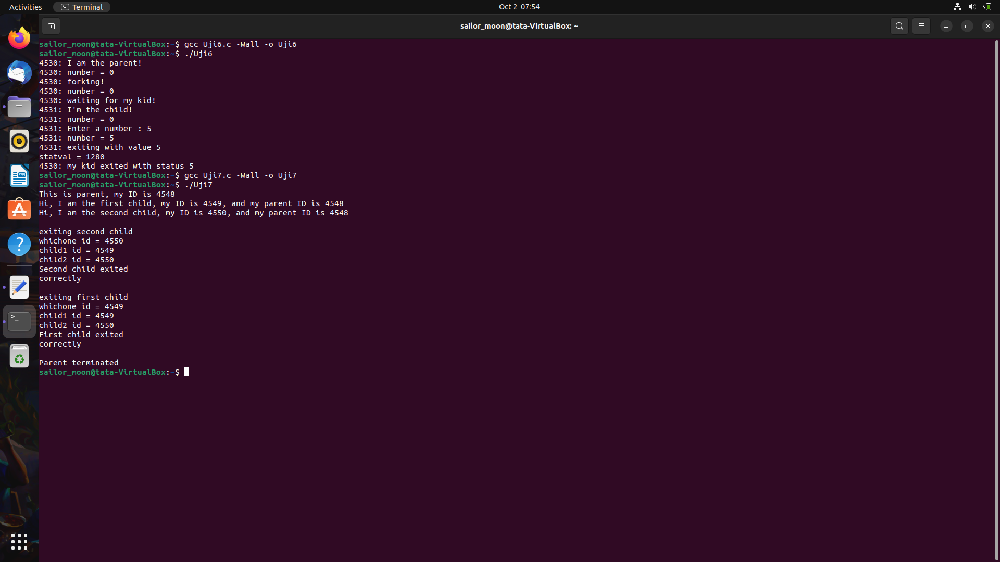 Activities
Terminal
Oct 2 07:54
sailor_moon@tata-VirtualBox: ~
sailor_moon@tata-VirtualBox:~$ gcc Uji6.c -Wall -o Uji6
sailor_moon@tata-VirtualBox:~$ ./Uji6
4530: I am the parent!
4530: number = 0
4530: forking!
4530: number = 0
4530: waiting for my kid!
4531: I'm the child!
4531: number = 0
4531: Enter a number : 5
4531: number = 5
4531: exiting with value 5
statval = 1280
4530: my kid exited with status 5
sailor_moon@tata-VirtualBox:~$ gcc Uji7.c -Wall -o Uji7
sailor_moon@tata-VirtualBox:~$ ./Uji7
This is parent, my ID is 4548
Hi, I am the first child, my ID is 4549, and my parent ID is 4548
Hi, I am the second child, my ID is 4550, and my parent ID is 4548
exiting second child
whichone id = 4550
child1 id = 4549
child2 id = 4550
Second child exited
correctly
exiting first child
whichone id = 4549
child1 id = 4549
child2 id = 4550
First child exited
correctly
Parent terminated
sailor_moon@tata-VirtualBox:~$